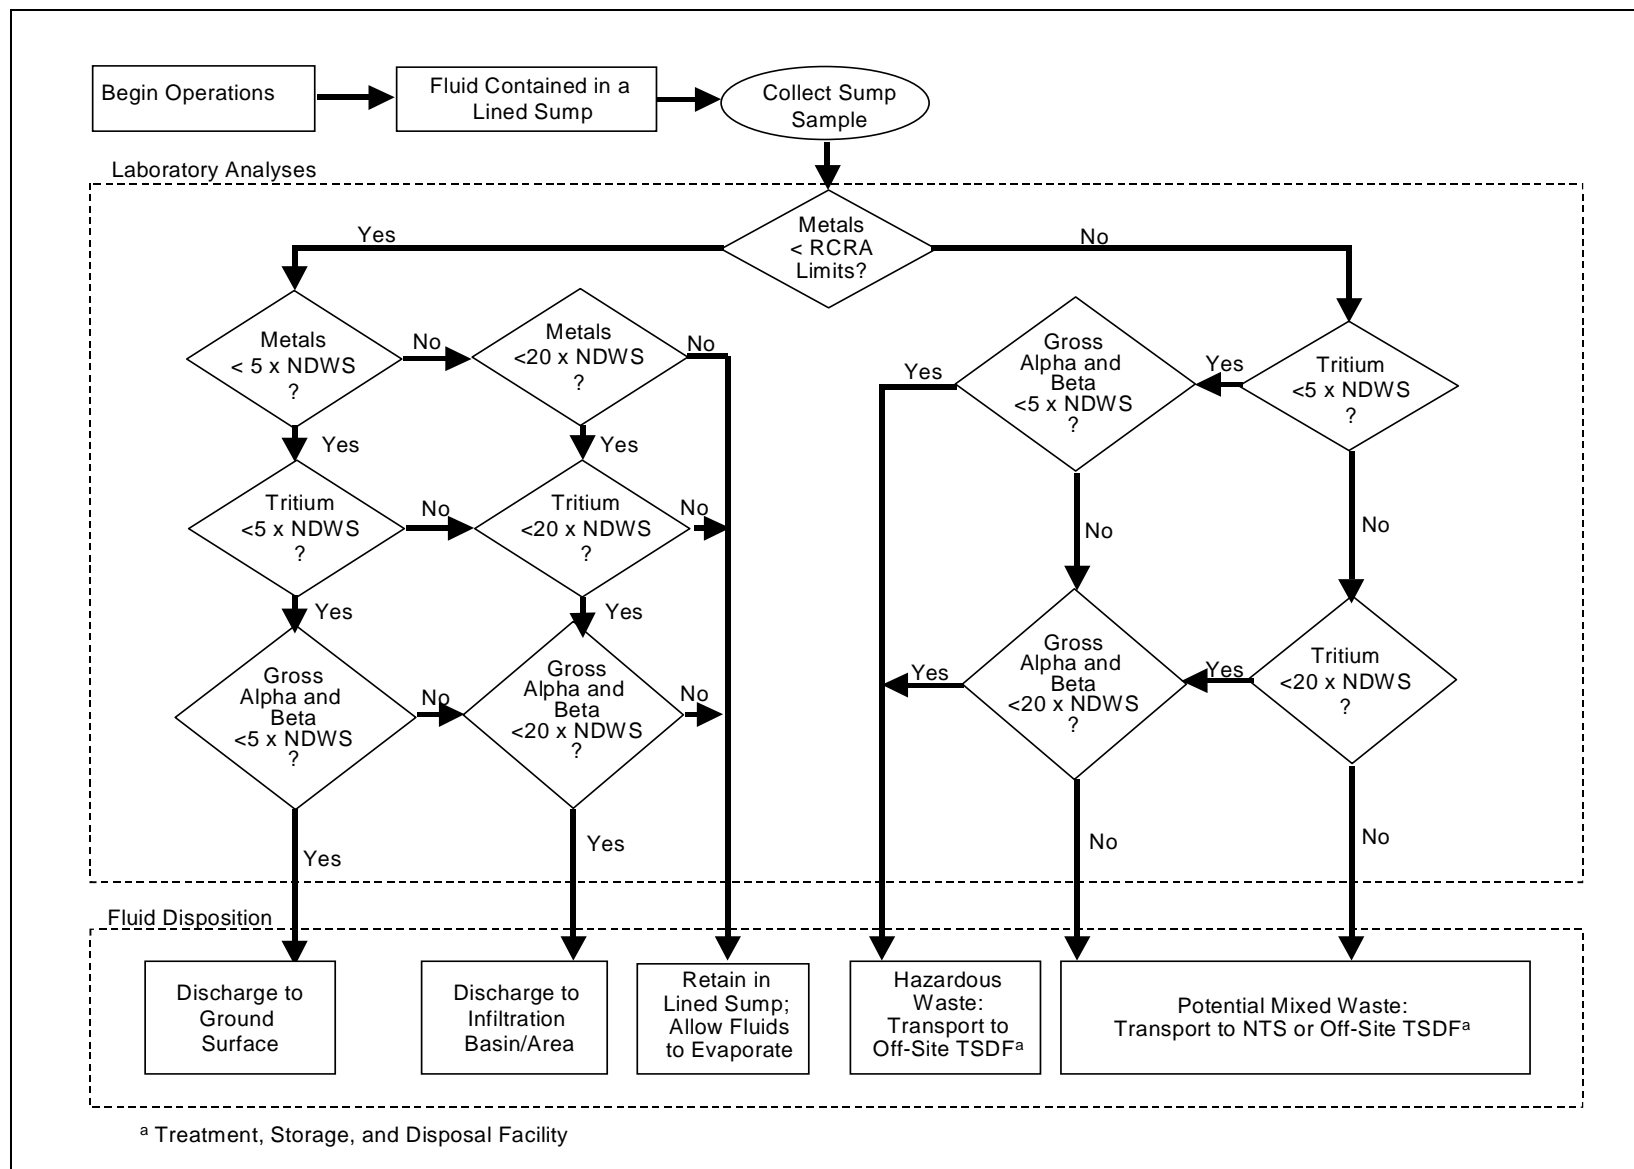 Begin Operations
Fluid Contained in a
Lined Sump
Collect Sump
Sample
Laboratory Analyses
Metals
< RCRA
Limits?
Yes
No
Metals
< 5 x NDWS
?
No
Metals
<20 x NDWS
?
No
Yes
Yes
Tritium
<5 x NDWS
?
No
Tritium
<20 x NDWS
?
No
Yes
Yes
Gross
Alpha and
Beta
<5 x NDWS
?
No
Gross
Alpha and
Beta
<20 x NDWS
?
No
Yes
Yes
Yes
Gross
Alpha and
Beta
<5 x NDWS
?
Yes
Tritium
<5 x NDWS
?
No
No
Yes
Gross
Alpha and
Beta
<20 x NDWS
?
Yes
Tritium
<20 x NDWS
?
No
No
Fluid Disposition
Discharge to
Ground
Surface
Discharge to
Infiltration
Basin/Area
Retain in
Lined Sump;
Allow Fluids
to Evaporate
Hazardous
Waste:
Transport to
Off-Site TSDFa
Potential Mixed Waste:
Transport to NTS or Off-Site TSDFa
a Treatment, Storage, and Disposal Facility